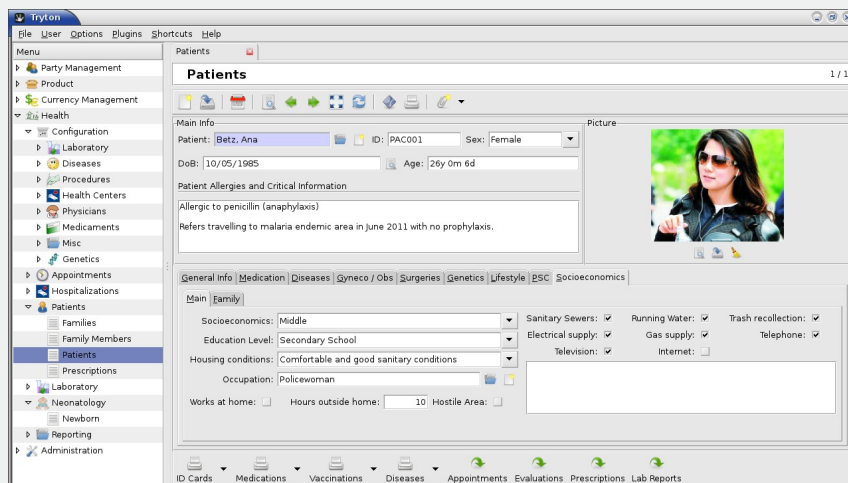 Tryton
File User Options Plugins Shortcuts Help
Menu
Party Management
Product
Currency Management
Health
Configuration
Laboratory
Diseases
Procedures
Health Centers
Physicians
Medicaments
Misc
Genetics
Appointments
Hospitalizations
Patients
Families
Family Members
Patients
Prescriptions
Laboratory
Neonatology
Newborn
Reporting
Administration
Patients
Patients 1 / 1
Main Info
Patient: Betz, Ana ID: PAC001 Sex: Female
DoB: 10/05/1985 Age: 26y 0m 6d
Patient Allergies and Critical Information
Allergic to penicillin (anaphylaxis)
Refers travelling to malaria endemic area in June 2011 with no prophylaxis.
Picture
General Info Medication Diseases Gyneco / Obs Surgeries Genetics Lifestyle PSC Socioeconomics
Main Family
Socioeconomics: Middle
Education Level: Secondary School
Housing conditions: Comfortable and good sanitary conditions
Occupation: Policewoman
Works at home: Hours outside home: 10 Hostile Area:
Sanitary Sewers: Running Water: Trash recollection:
Electrical supply: Gas supply: Telephone:
Television: Internet:
ID Cards Medications Vaccinations Diseases Appointments Evaluations Prescriptions Lab Reports